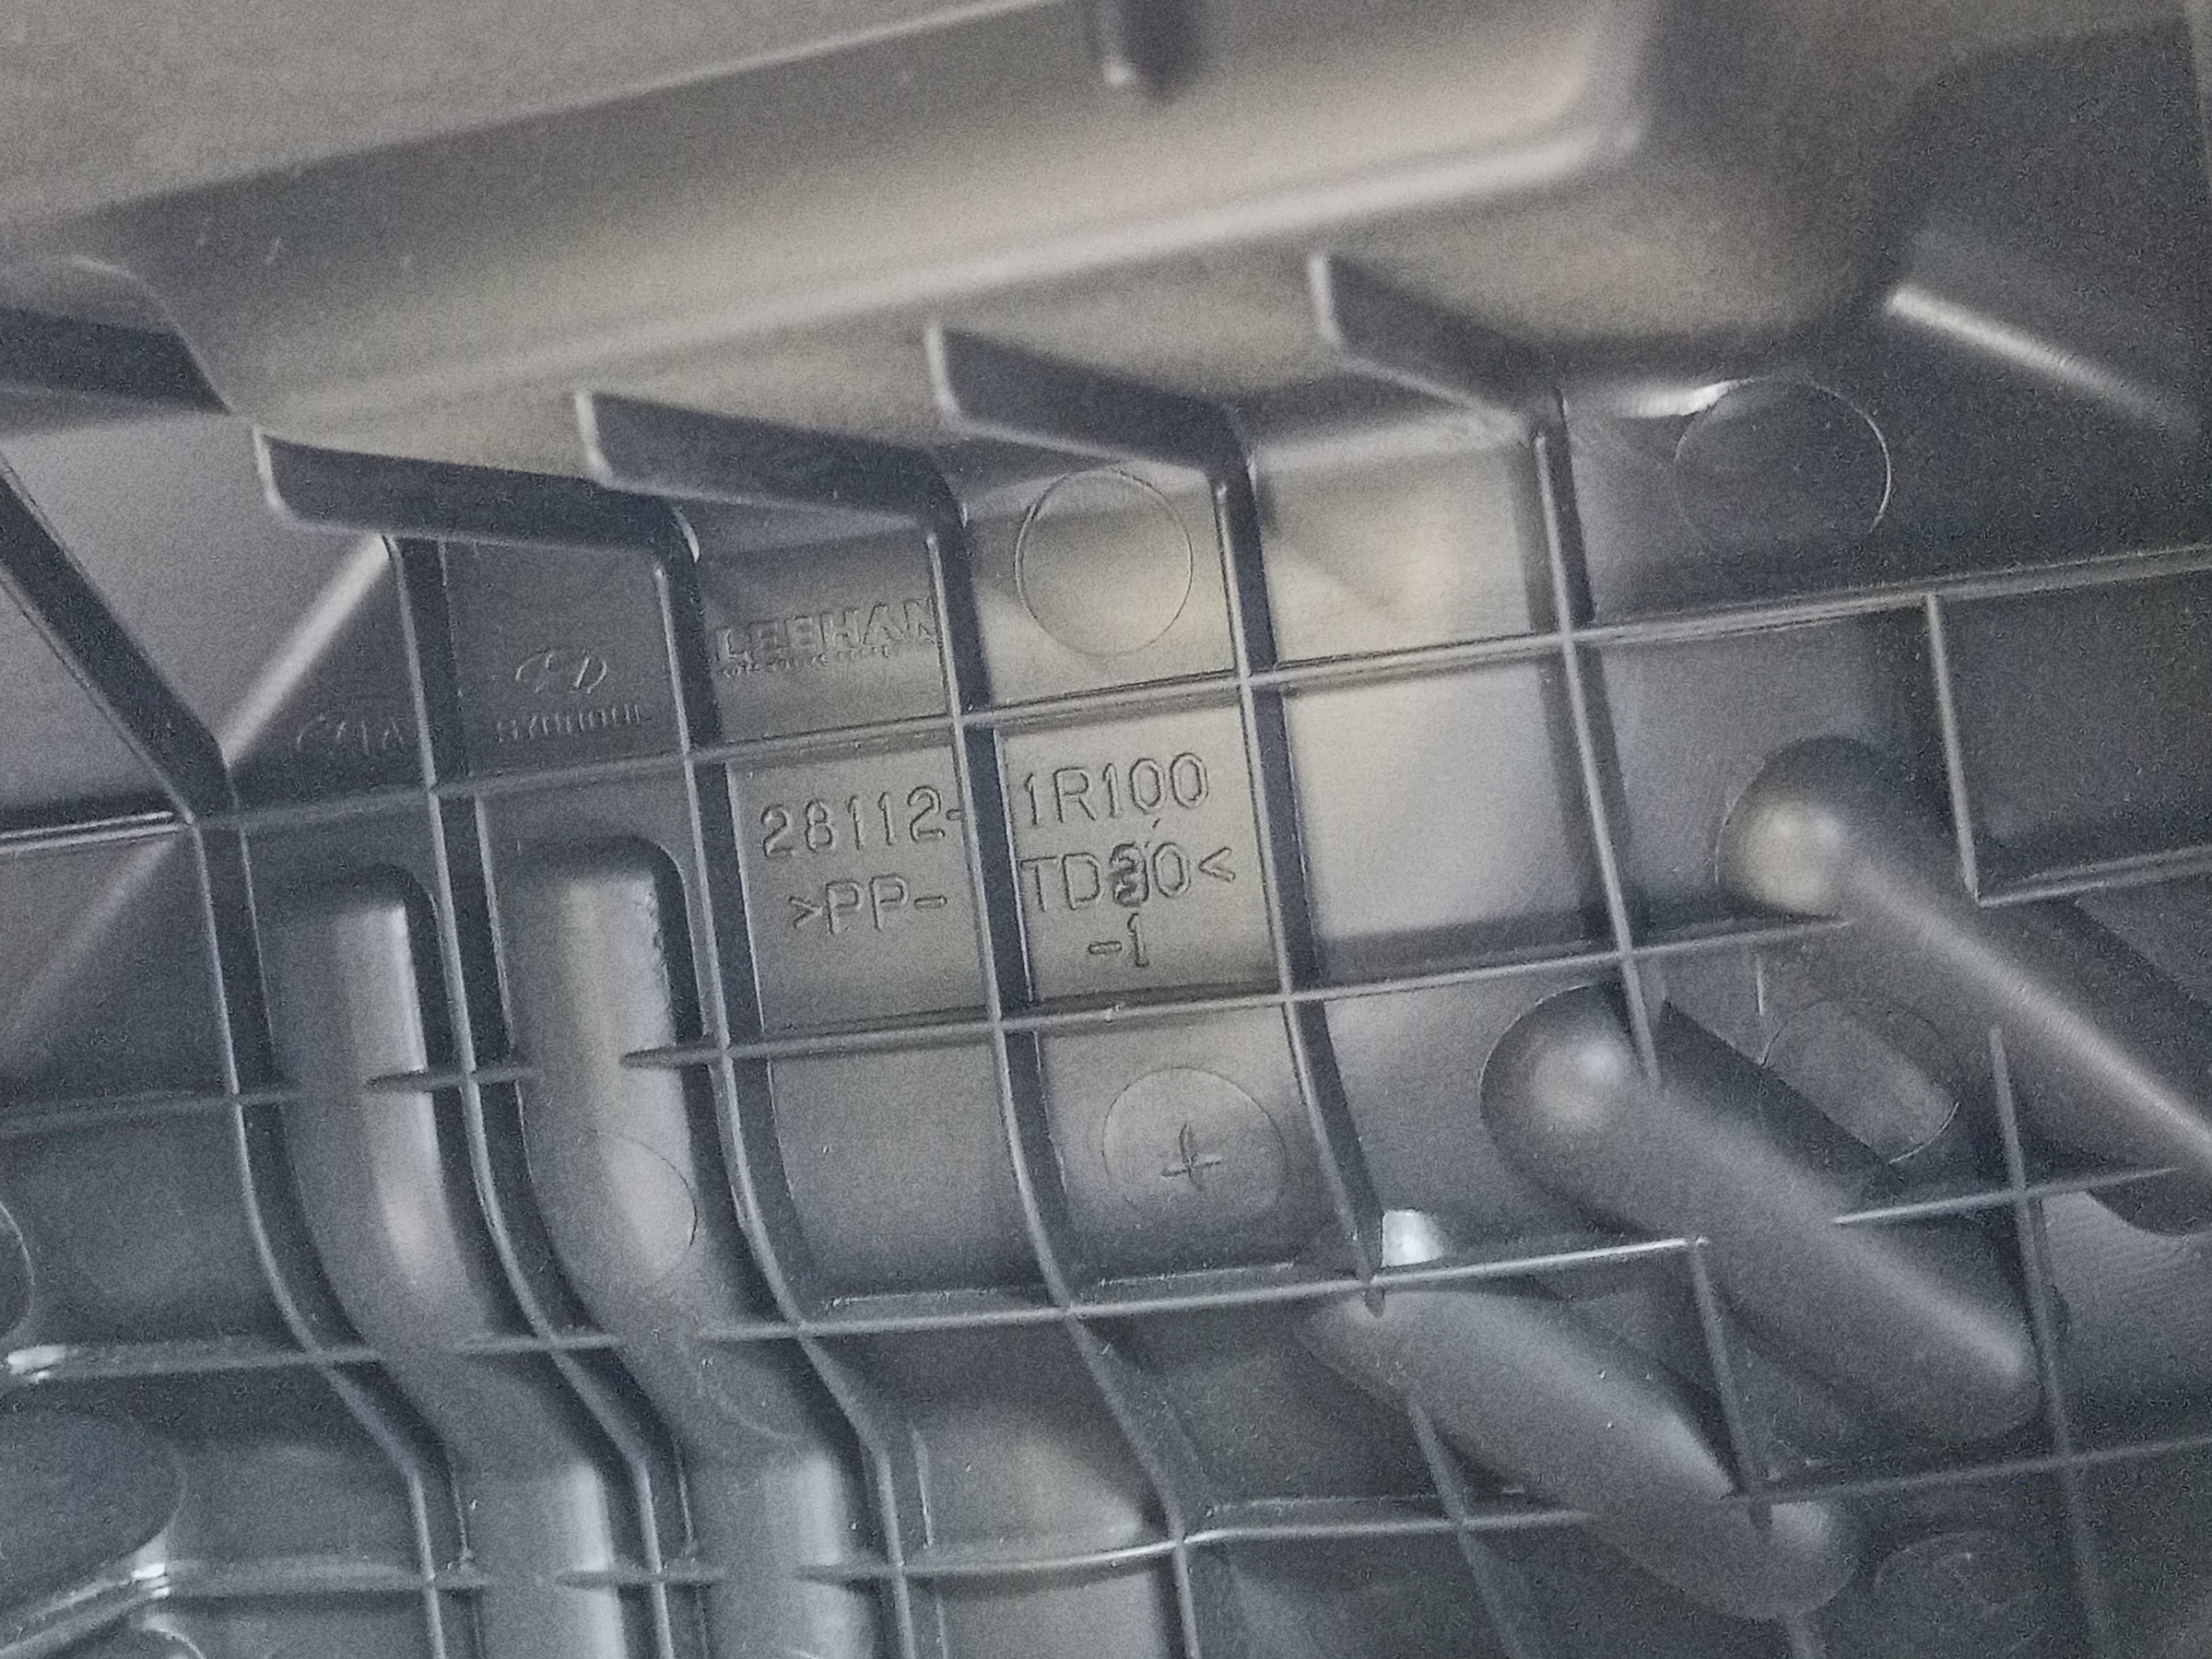 LEEHAN
HYUNDAI
28112-1R100
>PP-TD30<
-1